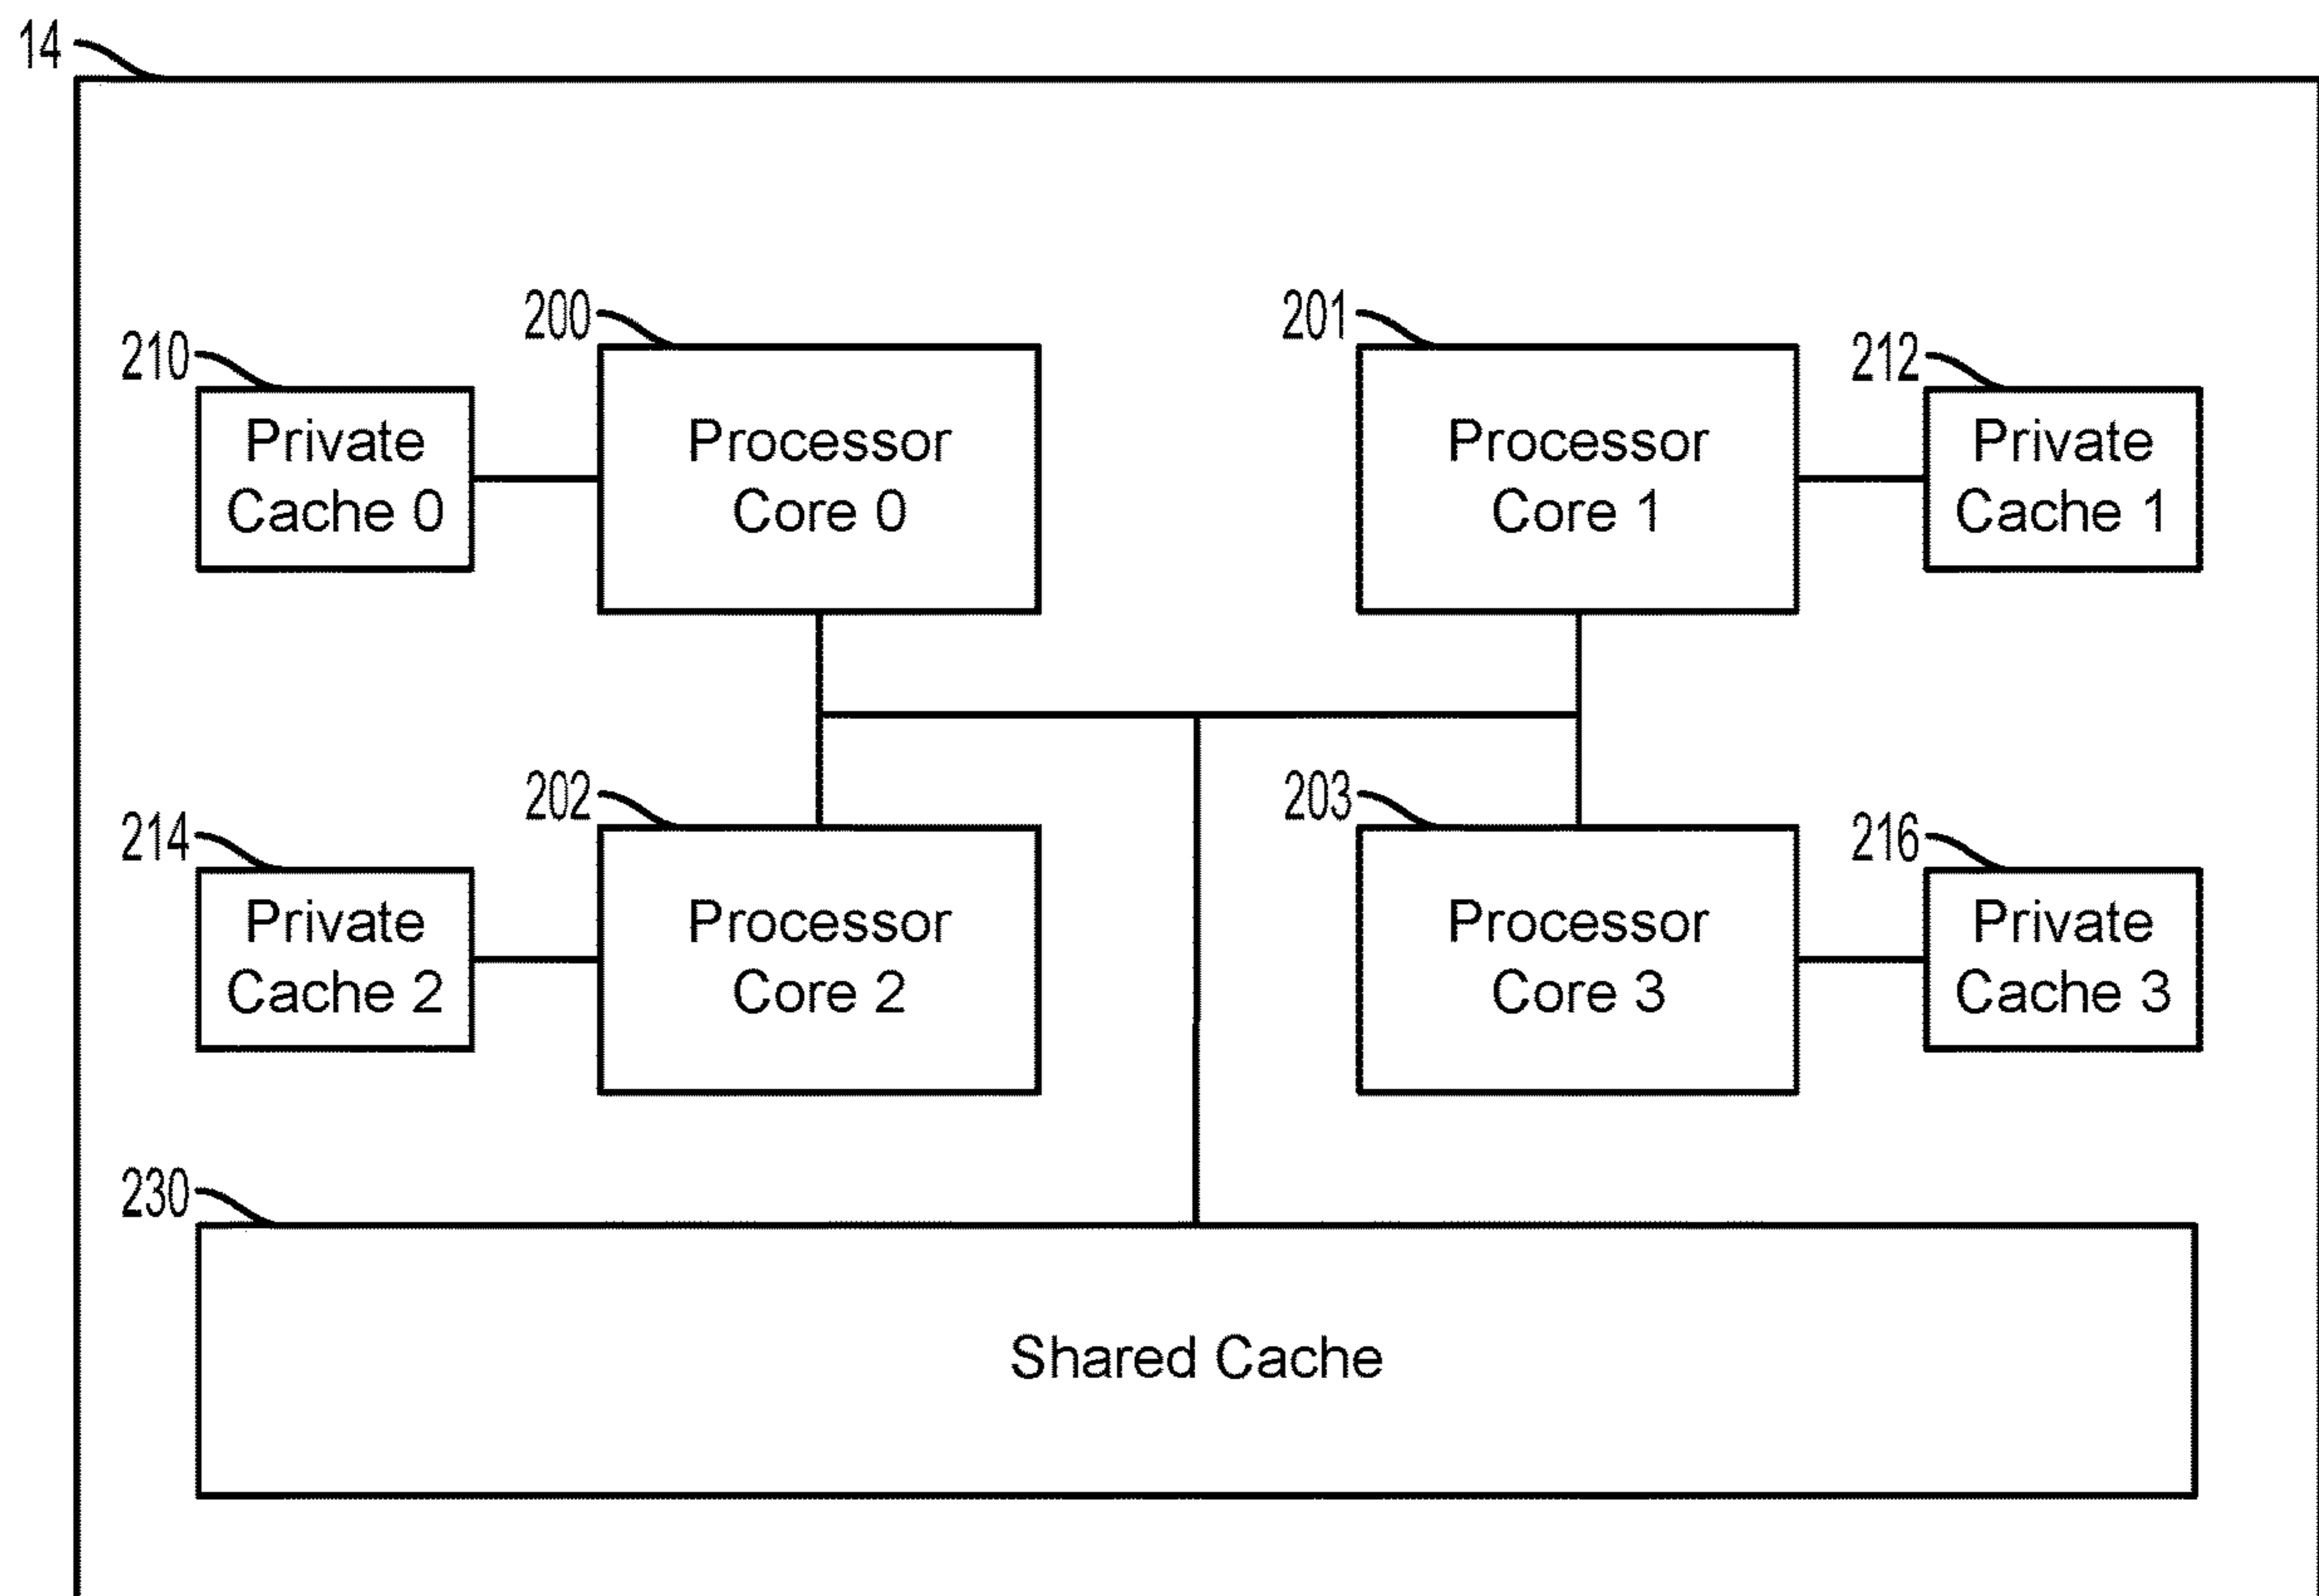 14
200
201
210
212
Private
Cache 0
Processor
Core 0
Processor
Core 1
Private
Cache 1
202
203
214
216
Private
Cache 2
Processor
Core 2
Processor
Core 3
Private
Cache 3
230
Shared Cache